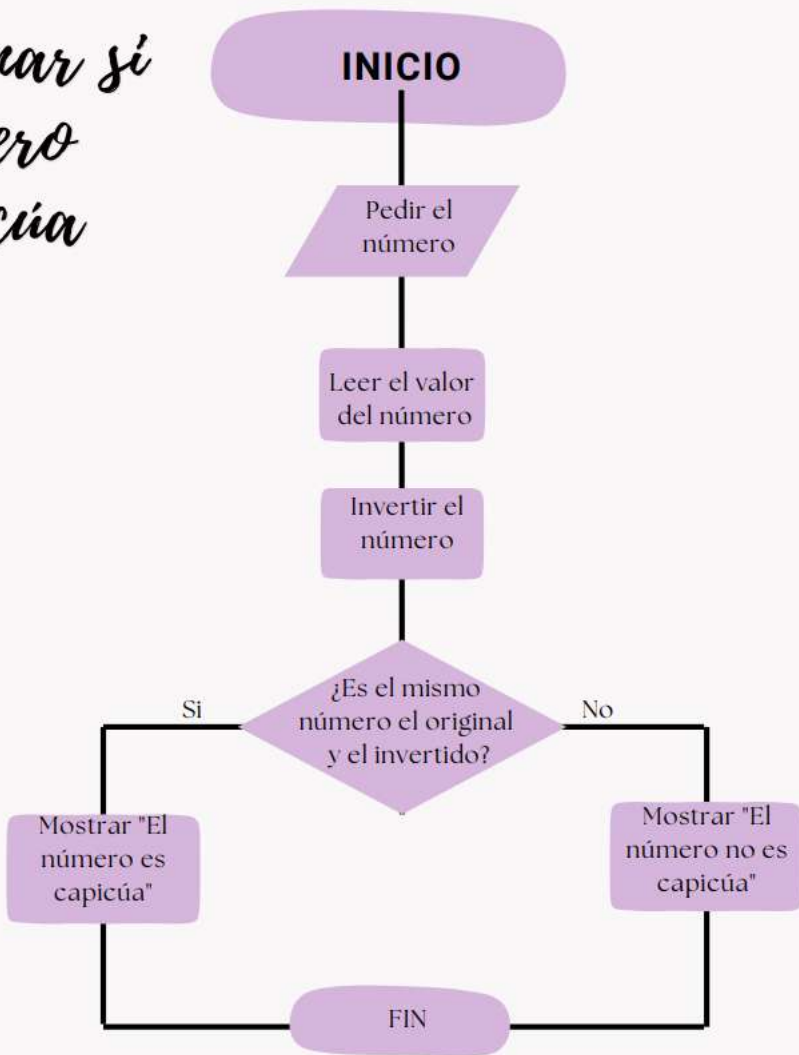 sí
INICIO
Pedir el
número
Leer el valor
del número
Invertir el
número
¿Es el mismo
número el original
y el invertido?
Si
No
Mostrar "El
número es
capicúa"
Mostrar "El
número no es
capicúa"
FIN